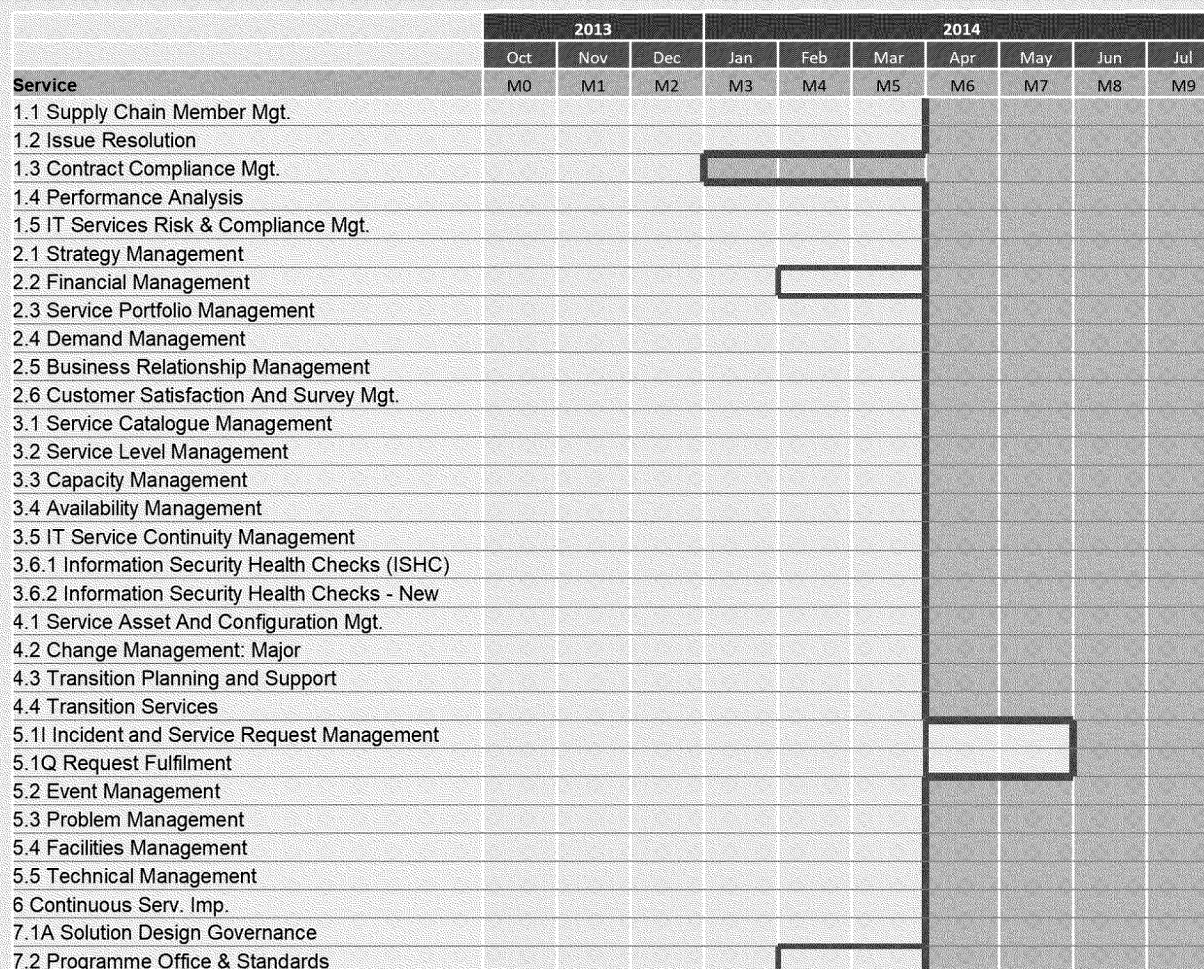 2013 2014
Oct Nov Dec Jan Feb Mar Apr May Jun Jul
Service M0 M1 M2 M3 M4 M5 M6 M7 M8 M9
1.1 Supply Chain Member Mgt.
1.2 Issue Resolution
1.3 Contract Compliance Mgt.
1.4 Performance Analysis
1.5 IT Services Risk & Compliance Mgt.
2.1 Strategy Management
2.2 Financial Management
2.3 Service Portfolio Management
2.4 Demand Management
2.5 Business Relationship Management
2.6 Customer Satisfaction And Survey Mgt.
3.1 Service Catalogue Management
3.2 Service Level Management
3.3 Capacity Management
3.4 Availability Management
3.5 IT Service Continuity Management
3.6.1 Information Security Health Checks (ISHC)
3.6.2 Information Security Health Checks - New
4.1 Service Asset And Configuration Mgt.
4.2 Change Management: Major
4.3 Transition Planning and Support
4.4 Transition Services
5.1I Incident and Service Request Management
5.1Q Request Fulfilment
5.2 Event Management
5.3 Problem Management
5.4 Facilities Management
5.5 Technical Management
6 Continuous Serv. Imp.
7.1A Solution Design Governance
7.2 Programme Office & Standards